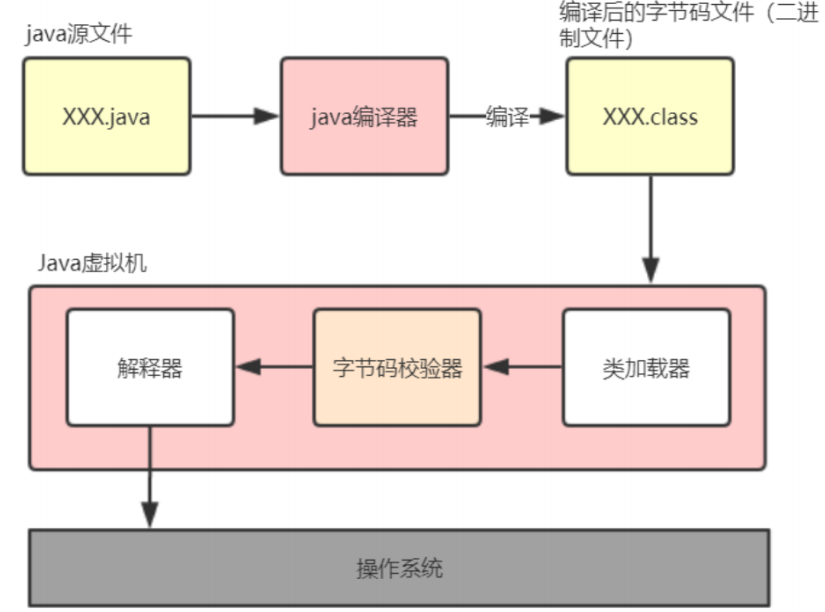 java源文件
编译后的字节码文件（二进
制文件）
XXX.java
java编译器
编译
XXX.class
Java虚拟机
解释器
字节码校验器
类加载器
操作系统